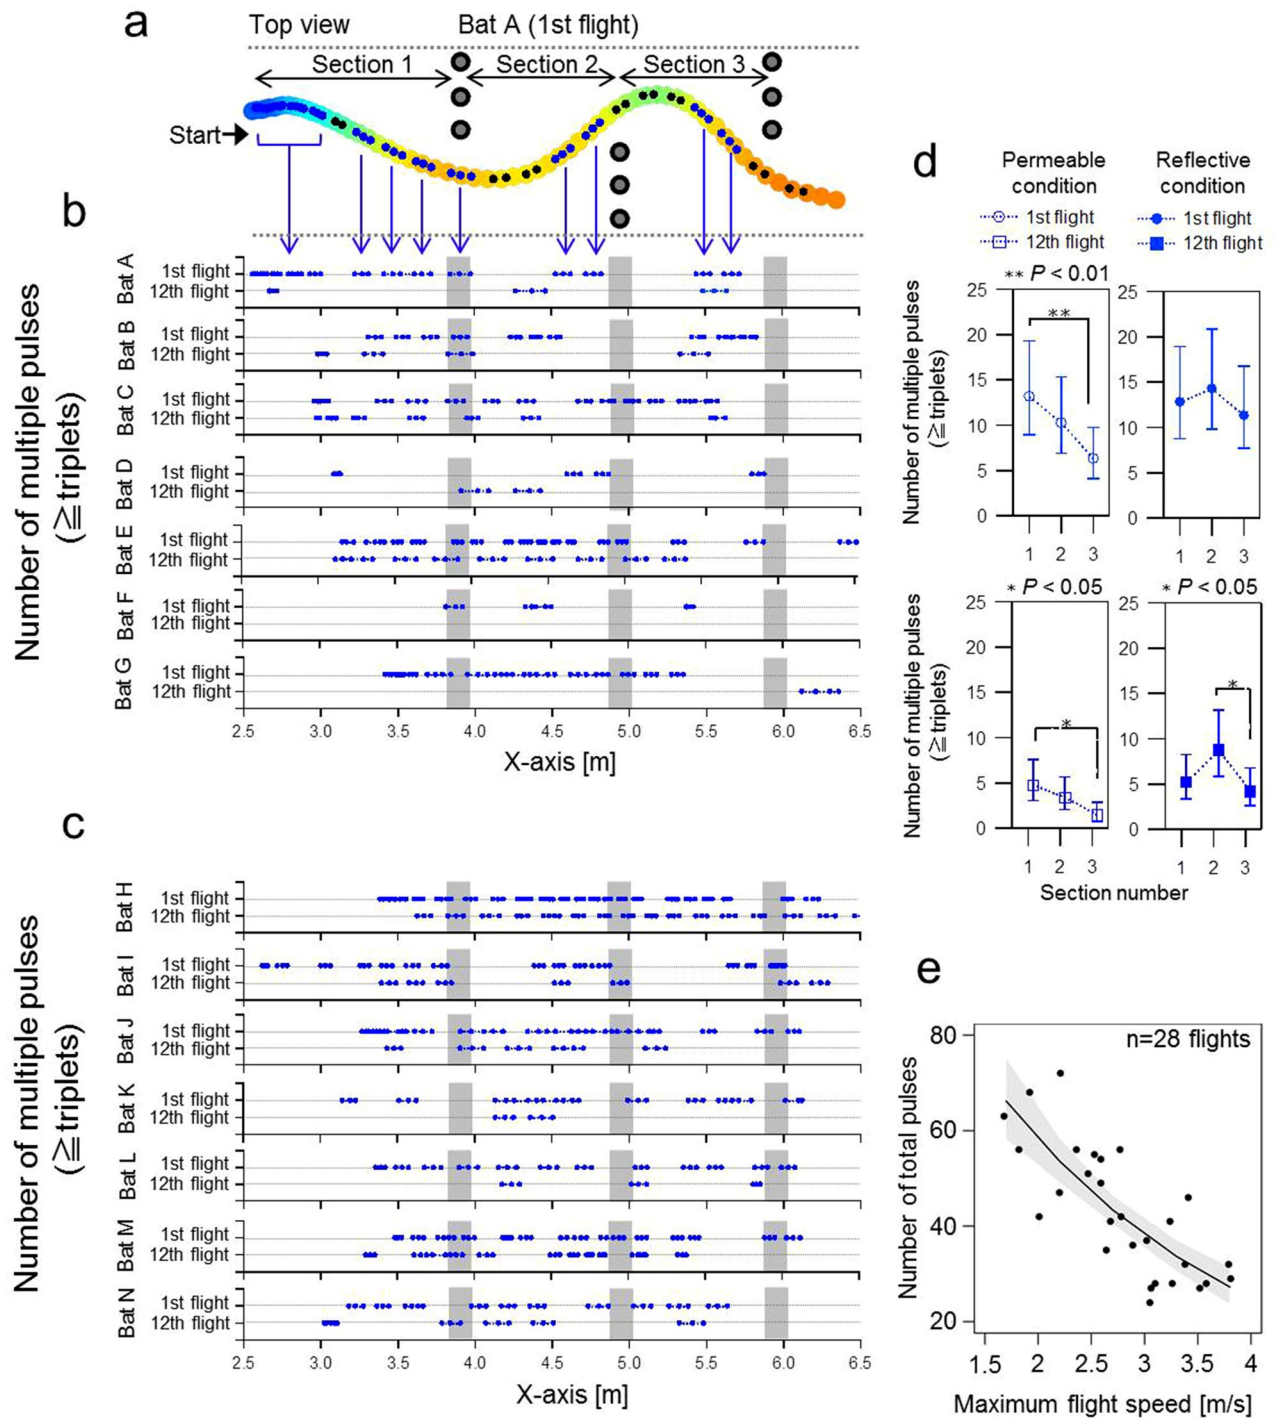 a
Top view
Bat A (1st flight)
Section 1
Section 2
Section 3
Start
b
Number of multiple pulses
(≧triplets)
Bat A
1st flight
12th flight
Bat B
1st flight
12th flight
Bat C
1st flight
12th flight
Bat D
1st flight
12th flight
Bat E
1st flight
12th flight
Bat F
1st flight
12th flight
Bat G
1st flight
12th flight
2.5 3.0 3.5 4.0 4.5 5.0 5.5 6.0 6.5
X-axis [m]
c
Number of multiple pulses
(≧triplets)
Bat H
1st flight
12th flight
Bat I
1st flight
12th flight
Bat J
1st flight
12th flight
Bat K
1st flight
12th flight
Bat L
1st flight
12th flight
Bat M
1st flight
12th flight
Bat N
1st flight
12th flight
2.5 3.0 3.5 4.0 4.5 5.0 5.5 6.0 6.5
X-axis [m]
d
Permeable
condition
1st flight
12th flight
Reflective
condition
1st flight
12th flight
** P < 0.01
Number of multiple pulses
(≧triplets)
25
20
15
10
5
0
**
1 2 3
25
20
15
10
5
0
1 2 3
* P < 0.05
Number of multiple pulses
(≧triplets)
25
20
15
10
5
0
*
1 2 3
* P < 0.05
25
20
15
10
5
0
*
1 2 3
Section number
e
n=28 flights
Number of total pulses
80
60
40
20
1.5 2 2.5 3 3.5 4
Maximum flight speed [m/s]